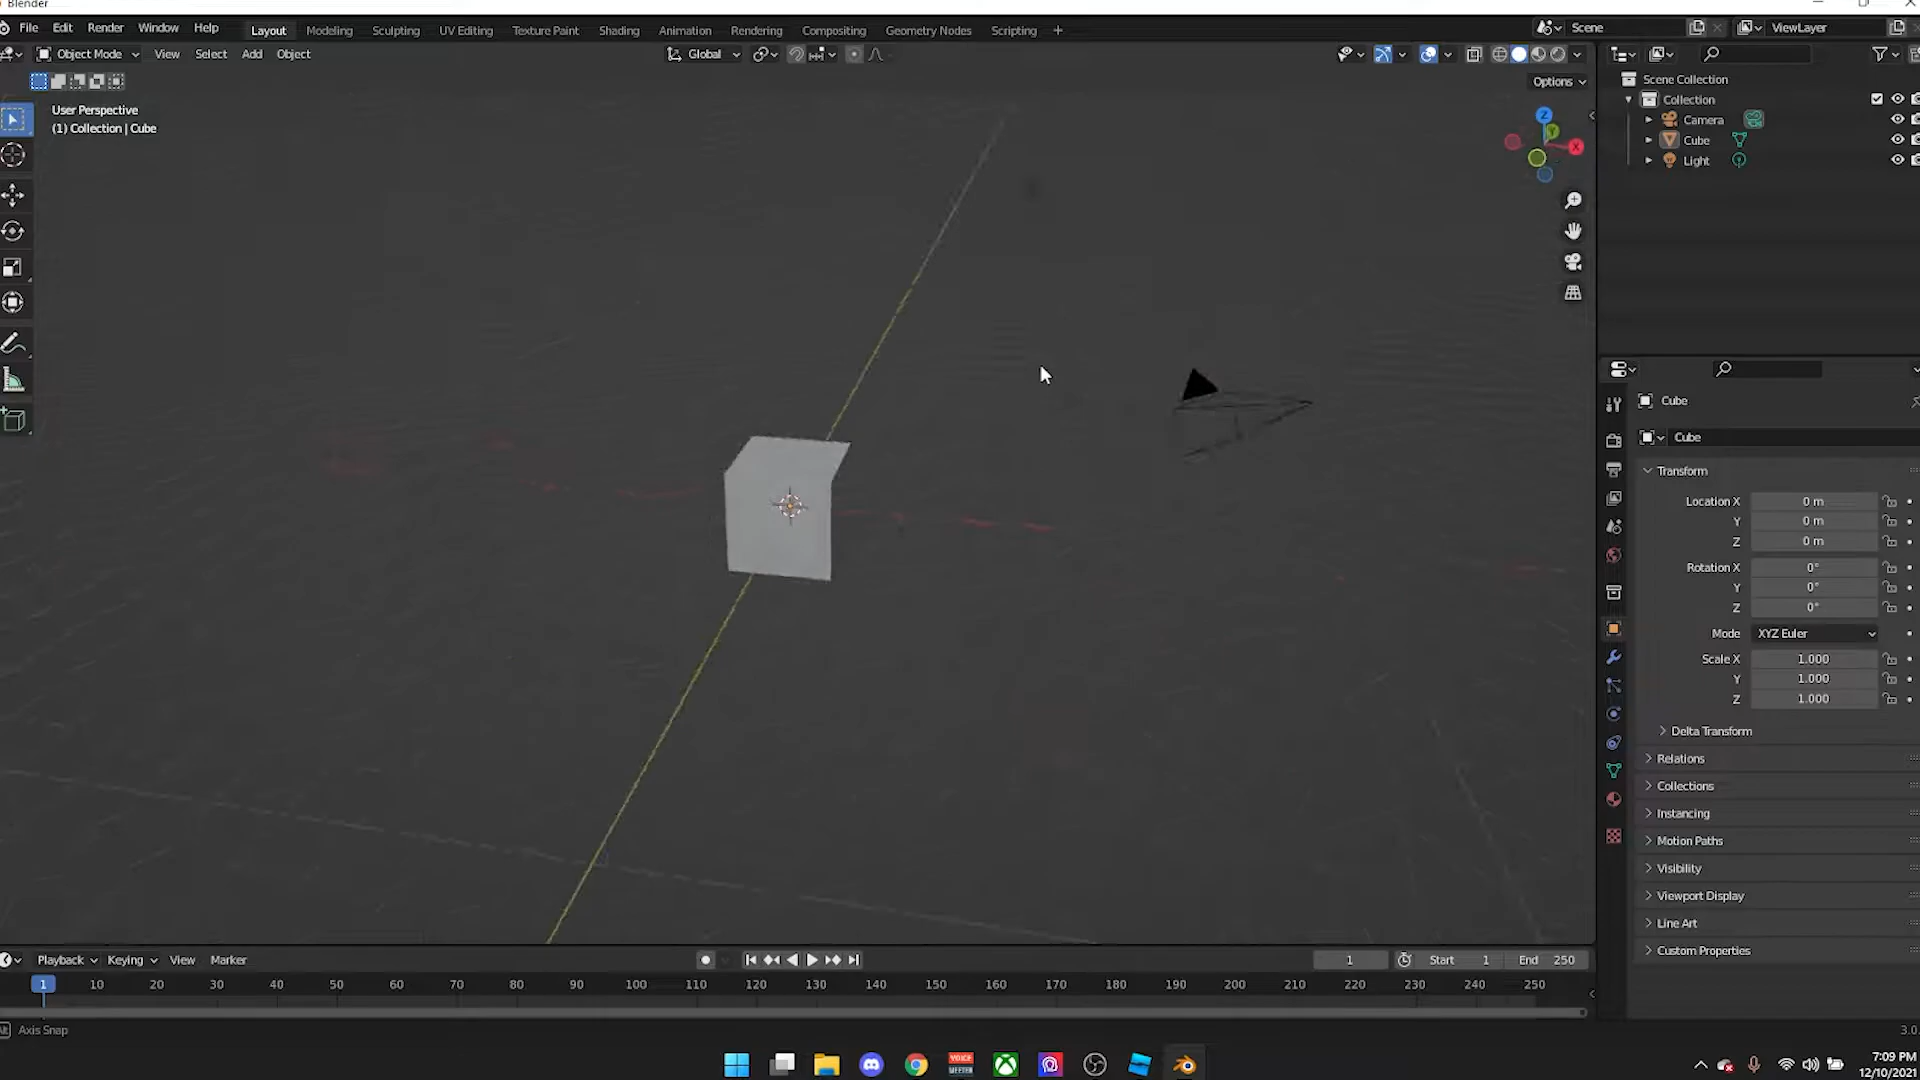 Blender
File Edit Render Window Help Layout Modeling Sculpting UV Editing Texture Paint Shading Animation Rendering Compositing Geometry Nodes Scripting + Scene ViewLayer
Object Mode View Select Add Object Global
Options
User Perspective
(1) Collection | Cube
Z
Y
X
Scene Collection
Collection
Camera
Cube
Light
Cube
Cube
Transform
Location X 0 m
Y 0 m
Z 0 m
Rotation X 0°
Y 0°
Z 0°
Mode XYZ Euler
Scale X 1.000
Y 1.000
Z 1.000
Delta Transform
Relations
Collections
Instancing
Motion Paths
Visibility
Viewport Display
Line Art
Custom Properties
Playback Keying View Marker 1 Start 1 End 250
1 10 20 30 40 50 60 70 80 90 100 110 120 130 140 150 160 170 180 190 200 210 220 230 240 250
Axis Snap 3.0
VOICE
MEETER
7:09 PM
12/10/2021